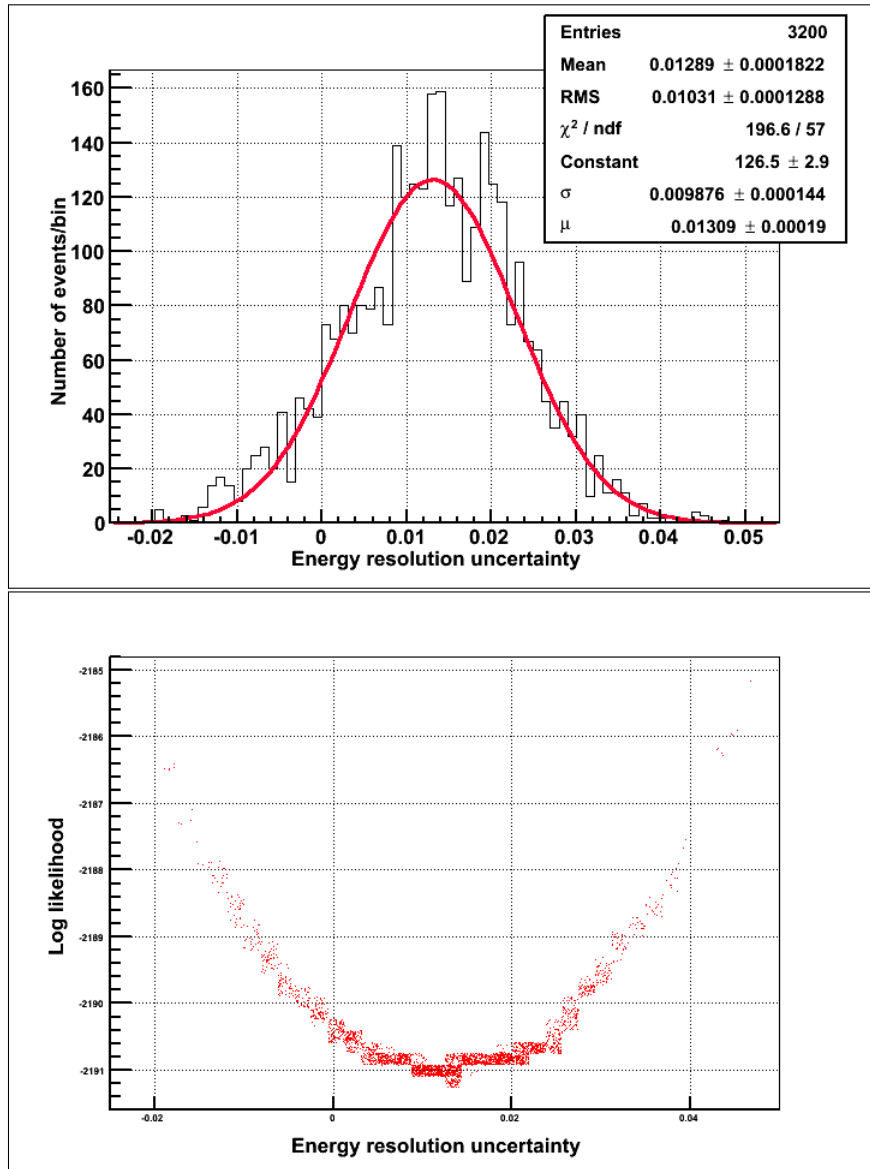 Entries 3200
Mean 0.01289 ± 0.0001822
RMS 0.01031 ± 0.0001288
χ² / ndf 196.6 / 57
Constant 126.5 ± 2.9
σ 0.009876 ± 0.000144
μ 0.01309 ± 0.00019
Number of events/bin
160
140
120
100
80
60
40
20
0
-0.02 -0.01 0 0.01 0.02 0.03 0.04 0.05
Energy resolution uncertainty
Log likelihood
-2185
-2186
-2187
-2188
-2189
-2190
-2191
-0.02 0 0.02 0.04
Energy resolution uncertainty